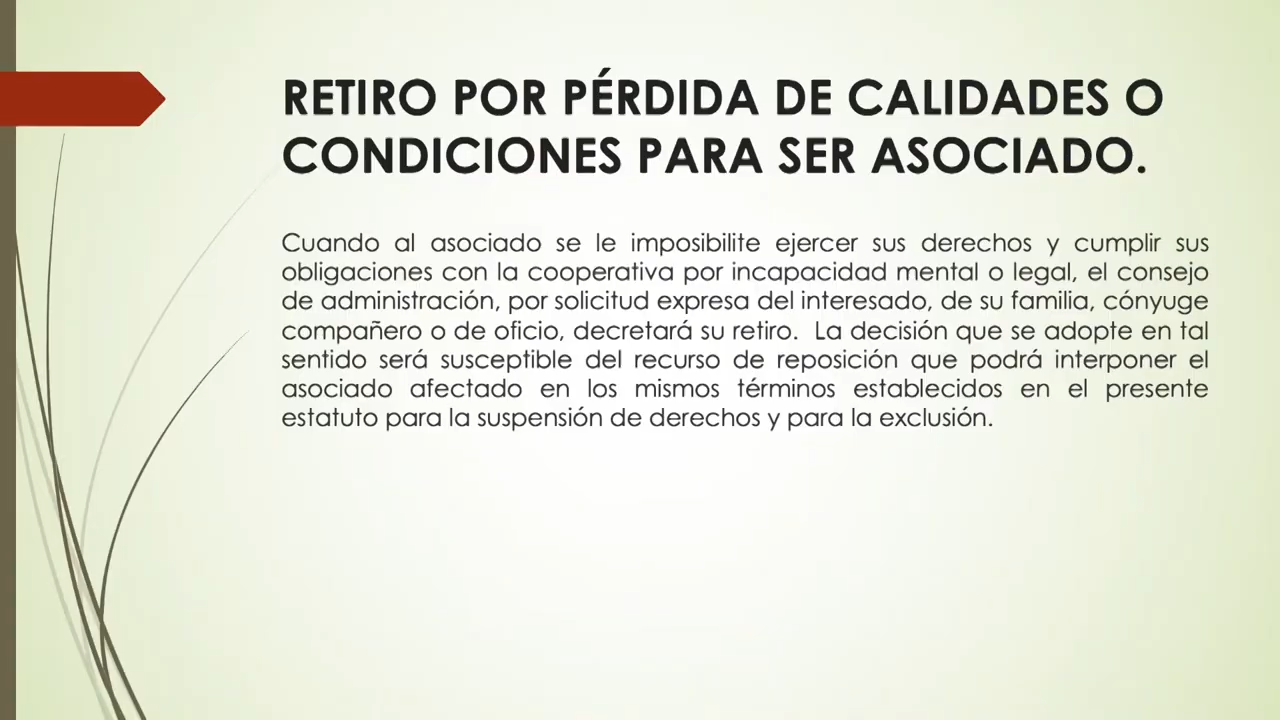 RETIRO POR PÉRDIDA DE CALIDADES O
CONDICIONES PARA SER ASOCIADO.
Cuando al asociado se le imposibilite ejercer sus derechos y cumplir sus
obligaciones con la cooperativa por incapacidad mental o legal, el consejo
de administración, por solicitud expresa del interesado, de su familia, cónyuge
compañero o de oficio, decretará su retiro.  La decisión que se adopte en tal
sentido será susceptible del recurso de reposición que podrá interponer el
asociado afectado en los mismos términos establecidos en el presente
estatuto para la suspensión de derechos y para la exclusión.